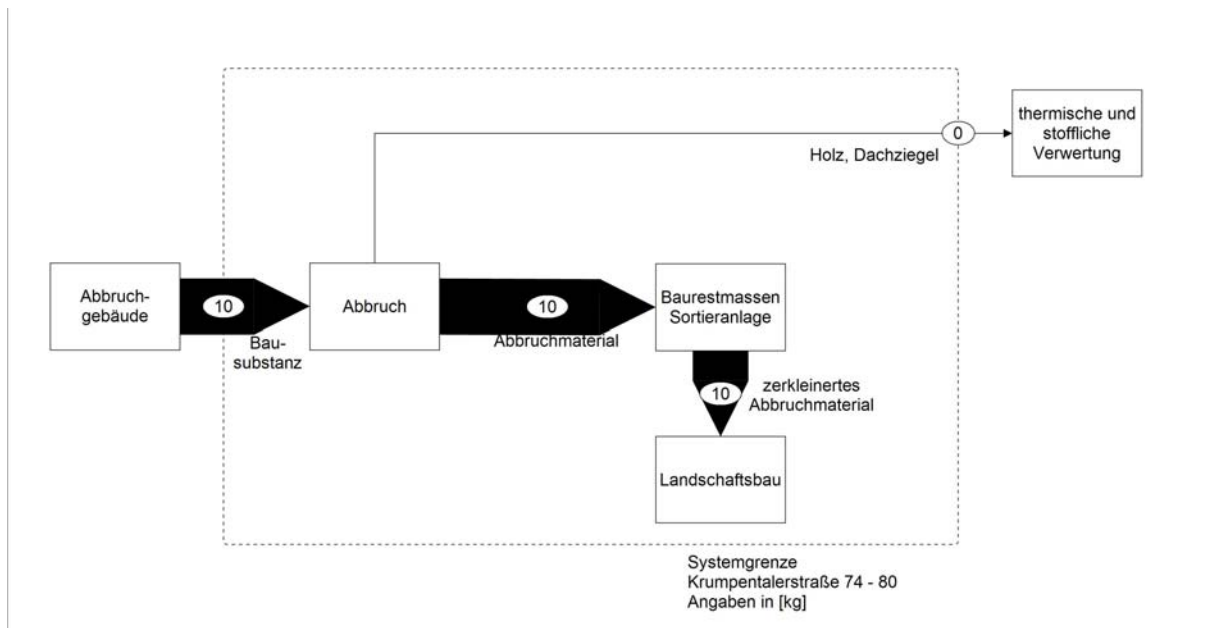 thermische und
stoffliche
Verwertung
0
Holz, Dachziegel
Abbruch-
gebäude
10
Bau-
substanz
Abbruch
10
Abbruchmaterial
Baurestmassen
Sortieranlage
10
zerkleinertes
Abbruchmaterial
Landschaftsbau
Systemgrenze
Krumpentalerstraße 74 - 80
Angaben in [kg]